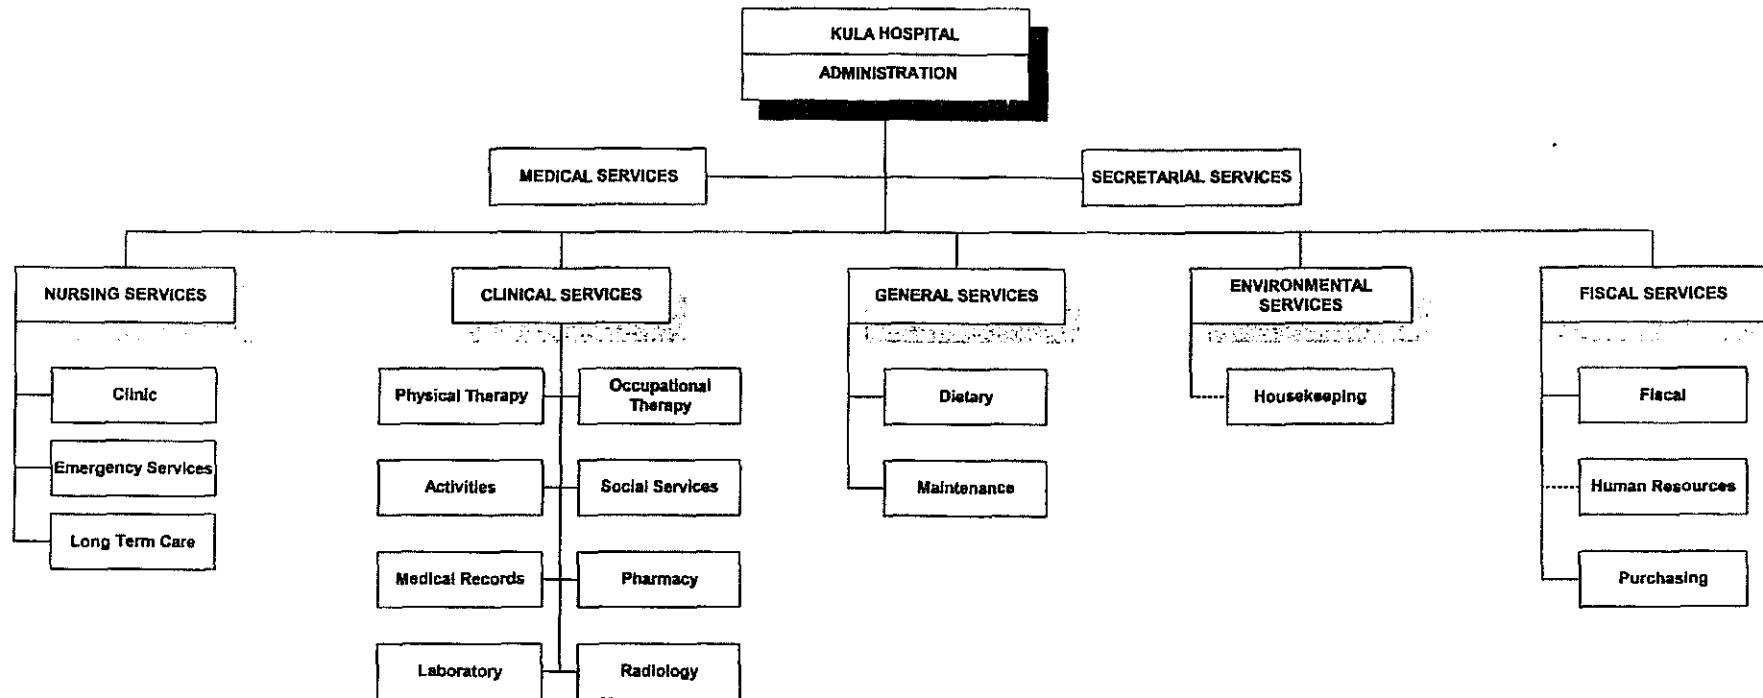 KULA HOSPITAL
ADMINISTRATION
MEDICAL SERVICES
SECRETARIAL SERVICES
NURSING SERVICES
CLINICAL SERVICES
GENERAL SERVICES
ENVIRONMENTAL
SERVICES
FISCAL SERVICES
Clinic
Emergency Services
Long Term Care
Physical Therapy
Occupational
Therapy
Activities
Social Services
Medical Records
Pharmacy
Laboratory
Radiology
Dietary
Maintenance
Housekeeping
Fiscal
Human Resources
Purchasing